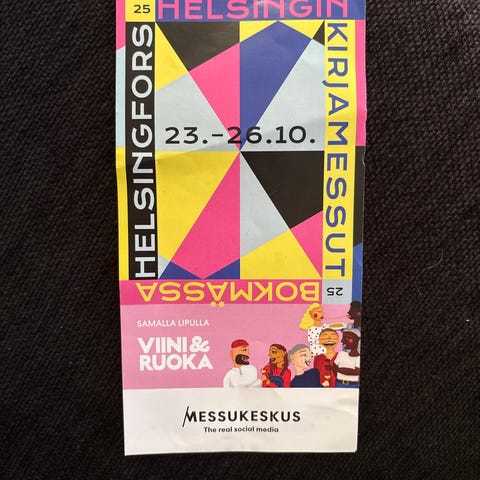 25
HELSINGIN
KIRJAMESSUT
HELSINGFORS
BOKMÄSSA
25
23.–26.10.
SAMALLA LIPULLA
VIINI &
RUOKA
MESSUKESKUS
The real social media